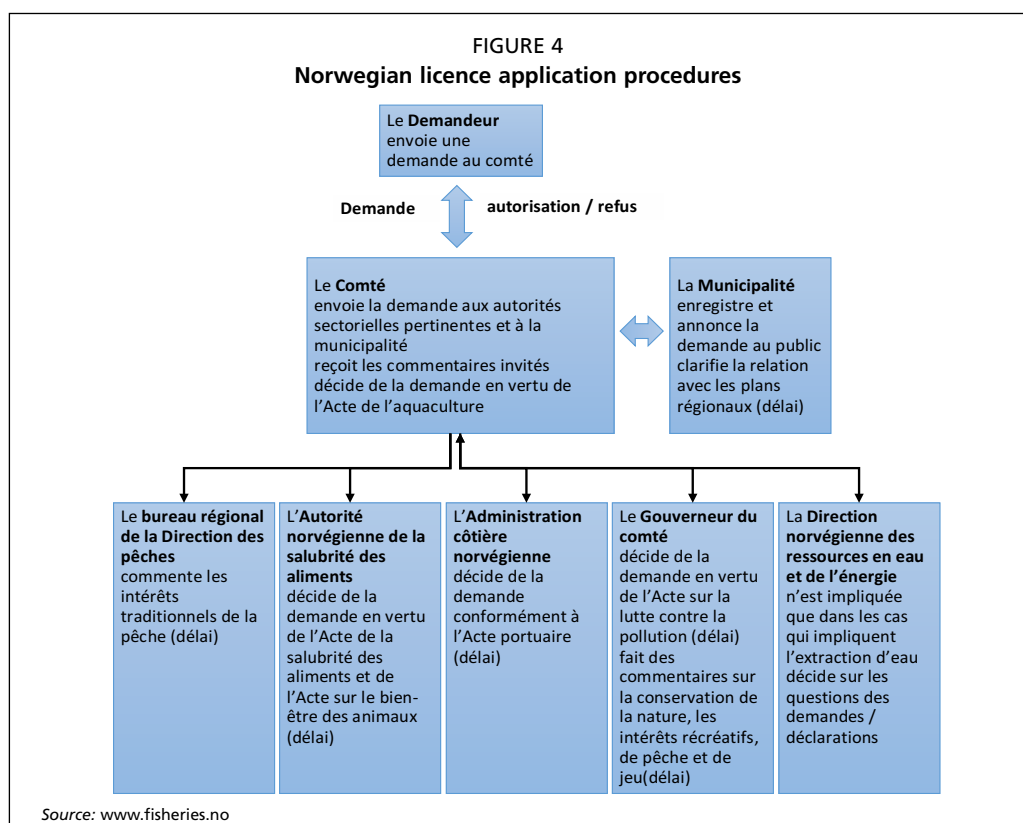 FIGURE 4
Norwegian licence application procedures
Le Demandeur
envoie une
demande au comté
Demande
autorisation / refus
Le Comté
envoie la demande aux autorités
sectorielles pertinentes et à la
municipalité
reçoit les commentaires invités
décide de la demande en vertu de
l’Acte de l’aquaculture
La Municipalité
enregistre et
annonce la
demande au public
clarifie la relation
avec les plans
régionaux (délai)
Le bureau régional
de la Direction des
pêches
commente les
intérêts
traditionnels de la
pêche (délai)
L’Autorité
norvégienne de la
salubrité des
aliments
décide de la
demande en vertu
de l’Acte de la
salubrité des
aliments et de
l’Acte sur le bien-
être des animaux
(délai)
L’Administration
côtière
norvégienne
décide de la
demande
conformément à
l’Acte portuaire
(délai)
Le Gouverneur du
comté
décide de la
demande en vertu
de l’Acte sur la
lutte contre la
pollution (délai)
fait des
commentaires sur
la conservation de
la nature, les
intérêts récréatifs,
de pêche et de
jeu(délai)
La Direction
norvégienne des
ressources en eau
et de l’énergie
n’est impliquée
que dans les cas
qui impliquent
l’extraction d’eau
décide sur les
questions des
demandes /
déclarations
Source: www.fisheries.no